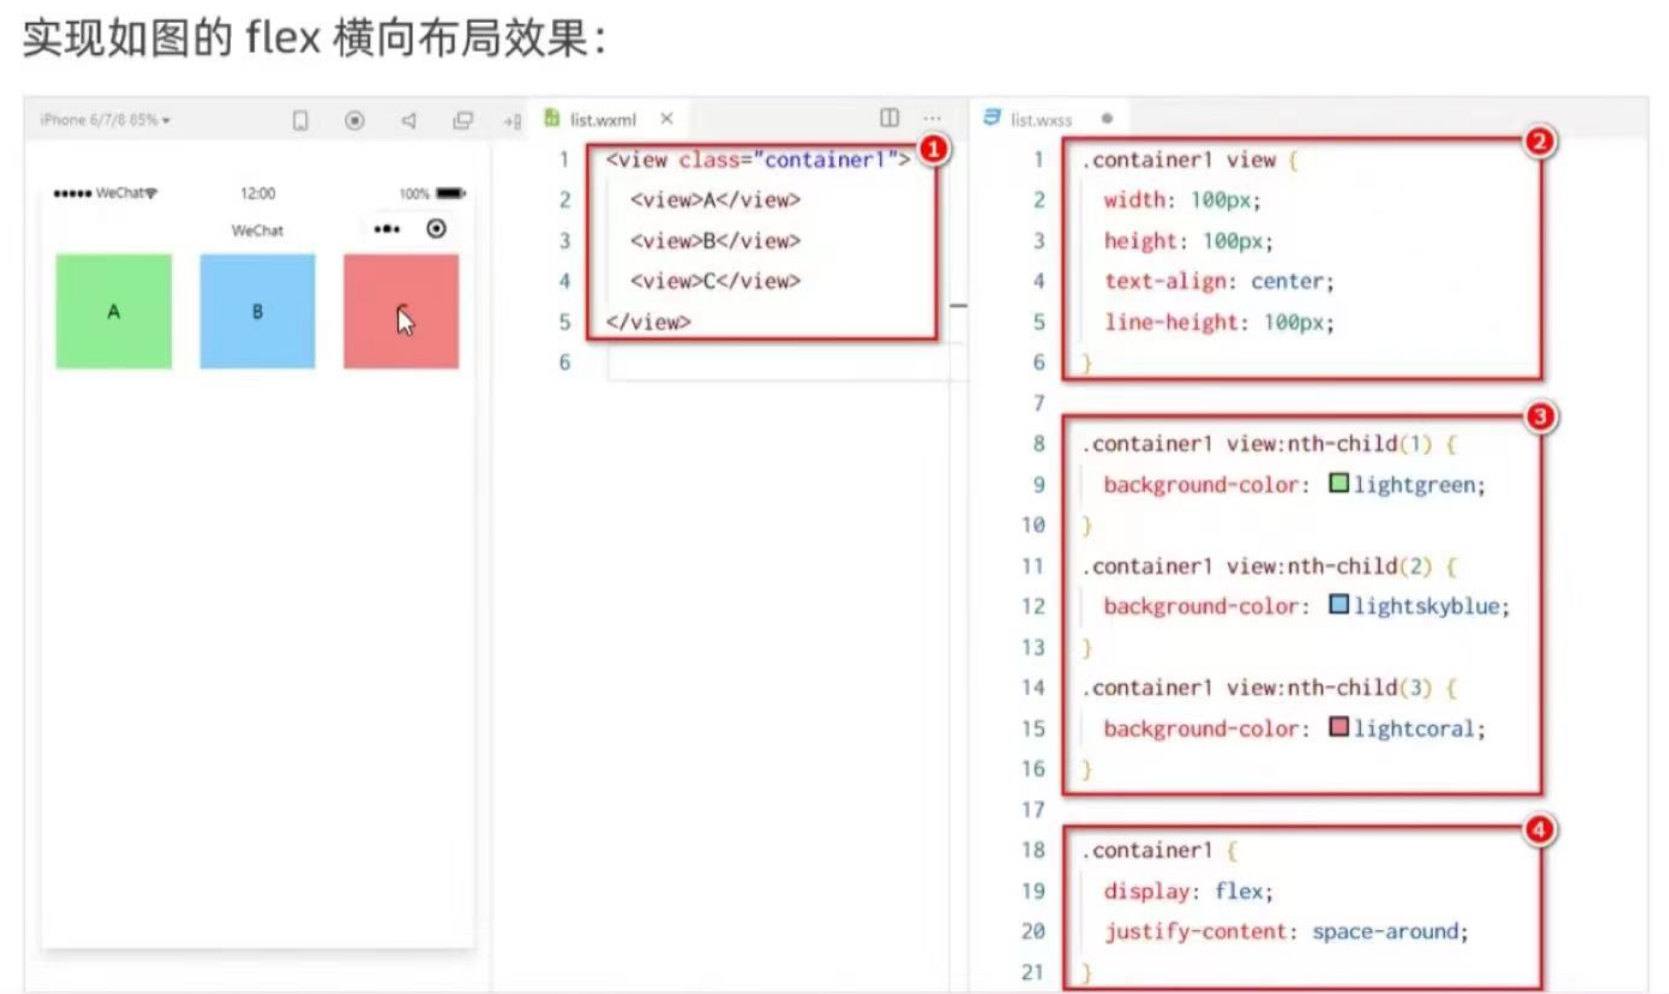 实现如图的 flex 横向布局效果：
iPhone 6/7/8 85%
WeChat
12:00
100%
WeChat
A
B
C
list.wxml
1
1 <view class="container1">
2 <view>A</view>
3 <view>B</view>
4 <view>C</view>
5 </view>
6
list.wxss
2
1 .container1 view {
2 width: 100px;
3 height: 100px;
4 text-align: center;
5 line-height: 100px;
6 }
7
3
8 .container1 view:nth-child(1) {
9 background-color: lightgreen;
10 }
11 .container1 view:nth-child(2) {
12 background-color: lightskyblue;
13 }
14 .container1 view:nth-child(3) {
15 background-color: lightcoral;
16 }
17
4
18 .container1 {
19 display: flex;
20 justify-content: space-around;
21 }